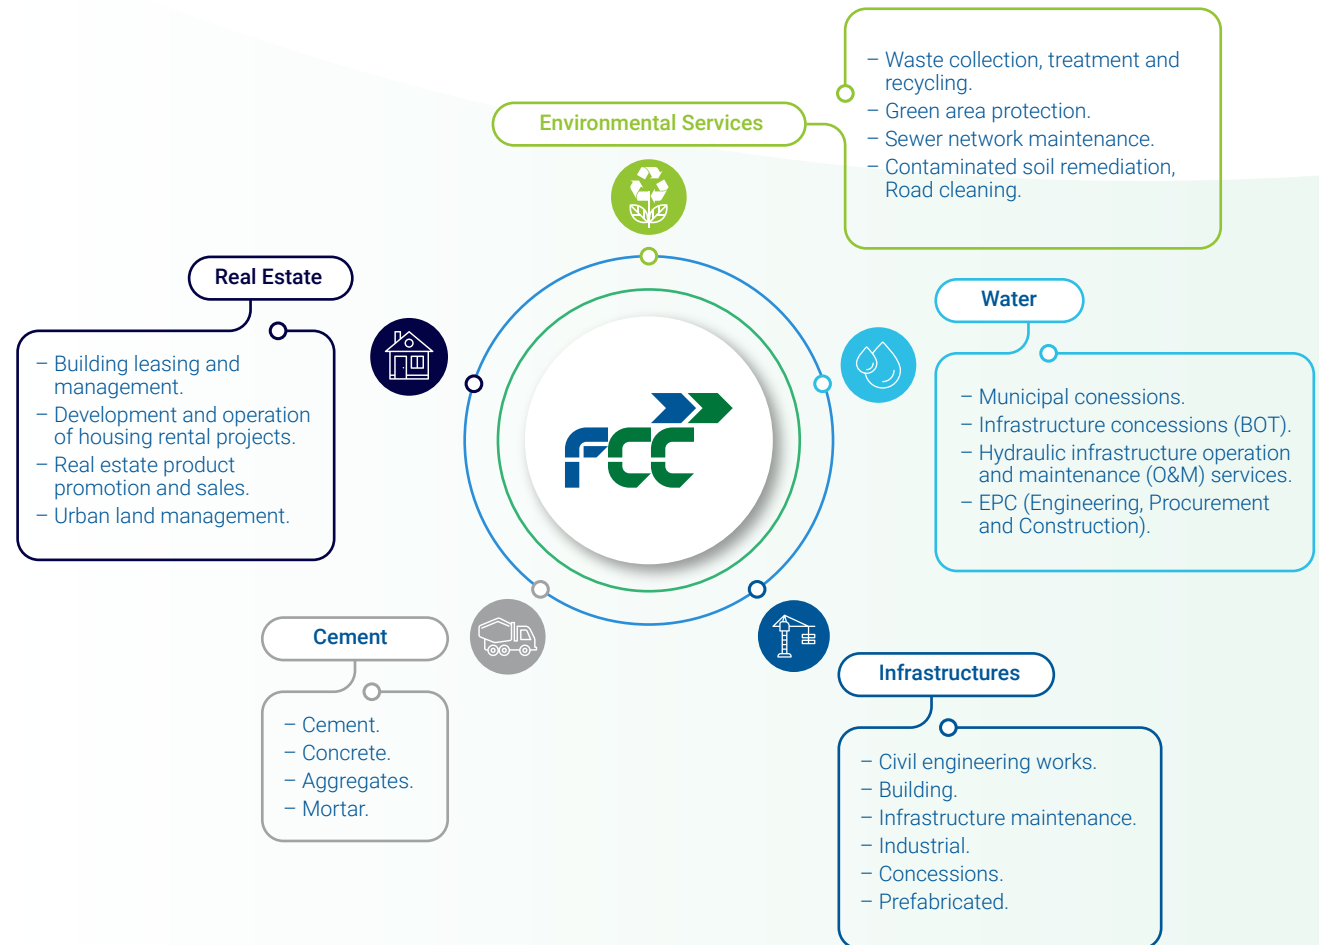 Environmental Services
– Waste collection, treatment and
recycling.
– Green area protection.
– Sewer network maintenance.
– Contaminated soil remediation,
Road cleaning.
Real Estate
– Building leasing and
management.
– Development and operation
of housing rental projects.
– Real estate product
promotion and sales.
– Urban land management.
Water
– Municipal conessions.
– Infrastructure concessions (BOT).
– Hydraulic infrastructure operation
and maintenance (O&M) services.
– EPC (Engineering, Procurement
and Construction).
FCC
Cement
– Cement.
– Concrete.
– Aggregates.
– Mortar.
Infrastructures
– Civil engineering works.
– Building.
– Infrastructure maintenance.
– Industrial.
– Concessions.
– Prefabricated.